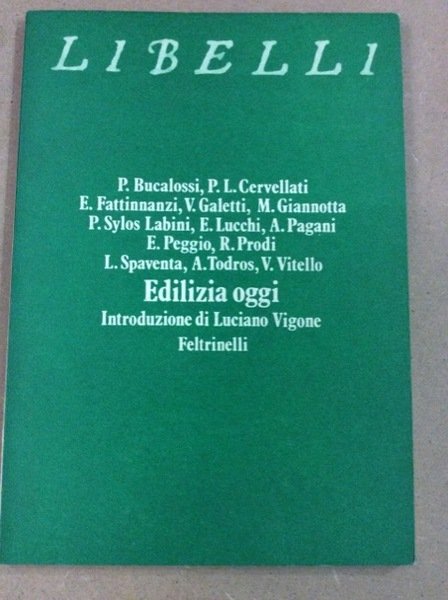 LIBELLI
P. Bucalossi, P. L. Cervellati
E. Fattinnanzi, V. Galetti, M. Giannotta
P. Sylos Labini, E. Lucchi, A. Pagani
E. Peggio, R. Prodi
L. Spaventa, A. Todros, V. Vitello
Edilizia oggi
Introduzione di Luciano Vigone
Feltrinelli